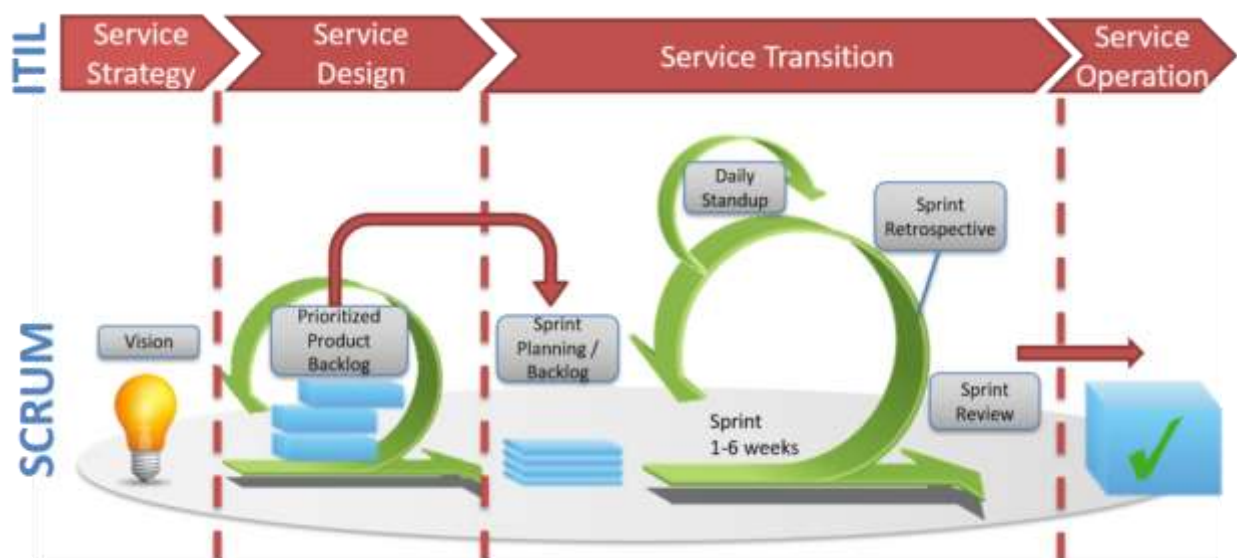 ITIL
Service
Strategy
Service
Design
Service Transition
Service
Operation
SCRUM
Vision
Prioritized
Product
Backlog
Sprint
Planning /
Backlog
Daily
Standup
Sprint
Retrospective
Sprint
1-6 weeks
Sprint
Review